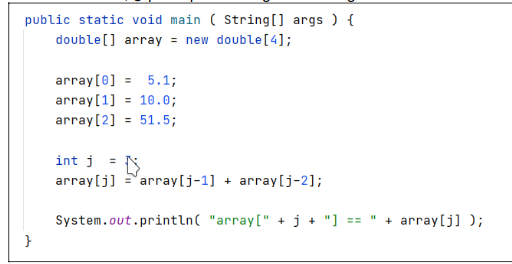 public static void main ( String[] args ) {
    double[] array = new double[4];

    array[0] =  5.1;
    array[1] = 10.0;
    array[2] = 51.5;

    int j  = ;
    array[j] = array[j-1] + array[j-2];

    System.out.println( "array[" + j + "] == " + array[j] );
}